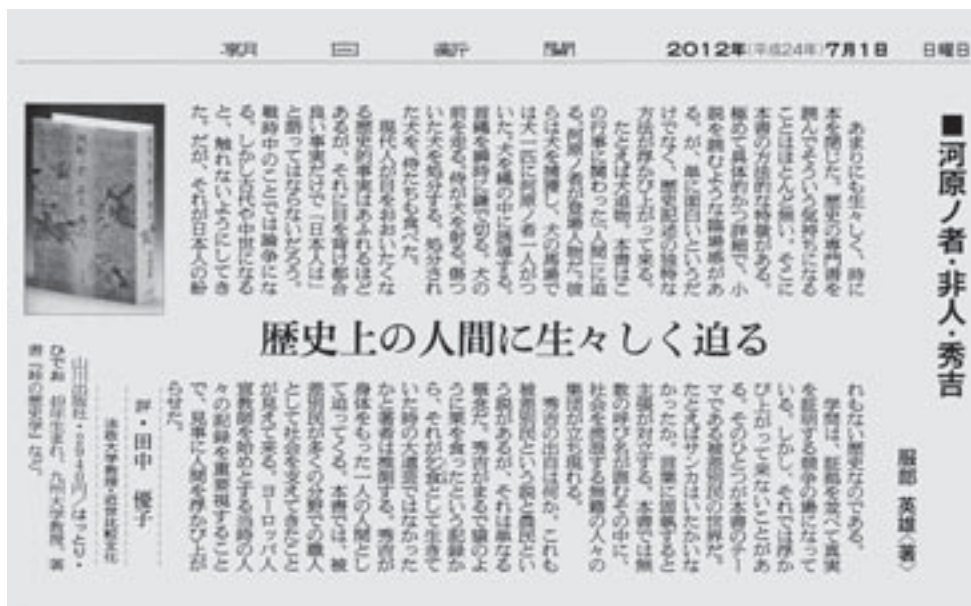 朝日新聞 2012年(平成24年)7月1日 日曜日
■河原ノ者・非人・秀吉
服部 英雄〈著〉
歴史上の人間に生々しく迫る
あまりにも生々しく、時に
本を閉じた。歴史の専門書を
読んでそういう気持ちになる
ことはほとんど無い。そこに
本書の方法的な特徴がある。
極めて具体的かつ詳細で、小
説を読むような臨場感があ
る。が、単に面白いというだ
けでなく、歴史記述の独特な
方法が浮かび上がって来る。
たとえば犬追物。本書はこ
の行事に関わった「人間」に迫
る。河原ノ者が登場人物だ。彼
らは犬を捕獲し、犬の馬場で
は犬一匹に河原ノ者一人がつ
いた。犬を縄の中に誘導する。
首縄を瞬時に鎌で切る。犬の
前を走る。侍が犬を射る。傷つ
いた犬を処分する。処分され
た犬を、侍たちも食べた。
現代人が目をおおいたくな
る歴史的事実はあふれるほど
あるが、それに目を背け都合
良い事実だけで「日本人は」
と語ってはならないだろう。
戦時中のことでは論争にな
る。しかし古代や中世になる
と、触れないようにしてき
た。だが、それが日本人の紛
れもない歴史なのである。
学問は、証拠を並べて真実
を証明する競争の場になって
いる。しかし、それでは浮か
び上がって来ないことがあ
る。そのひとつが本書のテー
マである被差別民の世界だ。
たとえばサンカはいたかいな
かったか。言葉に固執すると
主張が対立する。本書では無
数の呼び名が囲むその中に、
社会を無宿する無籍の人々の
集団が立ち現れる。
秀吉の出自は何か。これも
被差別民という説と農民とい
う説があるが、それは単なる
概念だ。秀吉がまるで猿のよ
うに栗を食ったという記録か
ら、それが乞食として生きて
いた時の大道芸ではなかった
かと著者は推測する。秀吉が
身体をもった一人の人間とし
て迫ってくる。本書では、被
差別民が多くの分野での職人
として社会を支えてきたこと
が見えて来る。ヨーロッパ人
宣教師を始めとする当時の人
々の記録を重要視すること
で、見事に人間を浮かび上が
らせた。
評・田中 優子
法政大学教授・近世比較文化
山川出版社・2940円/はっとり・
ひでお 49年生まれ。九州大学教授。著
書『峠の歴史学』など。